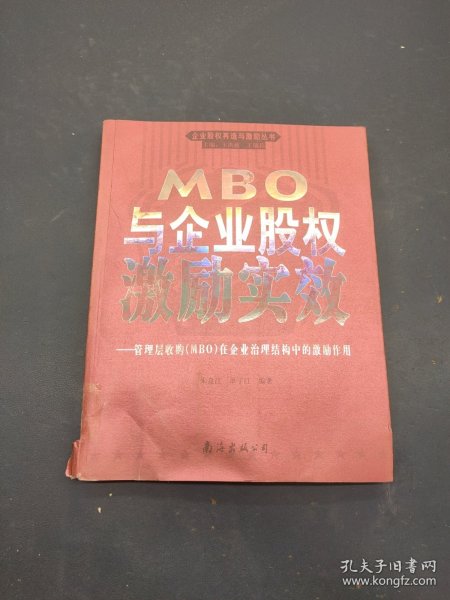 企业股权再造与激励丛书
MBO
与企业股权
激励实效
——管理层收购(MBO)在企业治理结构中的激励作用
编著
南海出版公司
孔夫子旧书网
www.kongfz.com